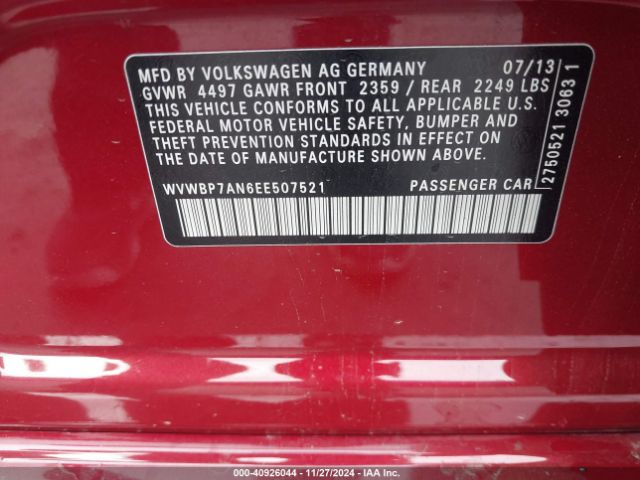 MFD BY VOLKSWAGEN AG GERMANY 07/13
GVWR 4497 GAWR FRONT 2359 / REAR 2249 LBS
THIS VEHICLE CONFORMS TO ALL APPLICABLE U.S.
FEDERAL MOTOR VEHICLE SAFETY, BUMPER AND
THEFT PREVENTION STANDARDS IN EFFECT ON
THE DATE OF MANUFACTURE SHOWN ABOVE.
WVWBP7AN6EE507521 PASSENGER CAR
2750521 30631
000-40926044 - 11/27/2024 - IAA Inc.